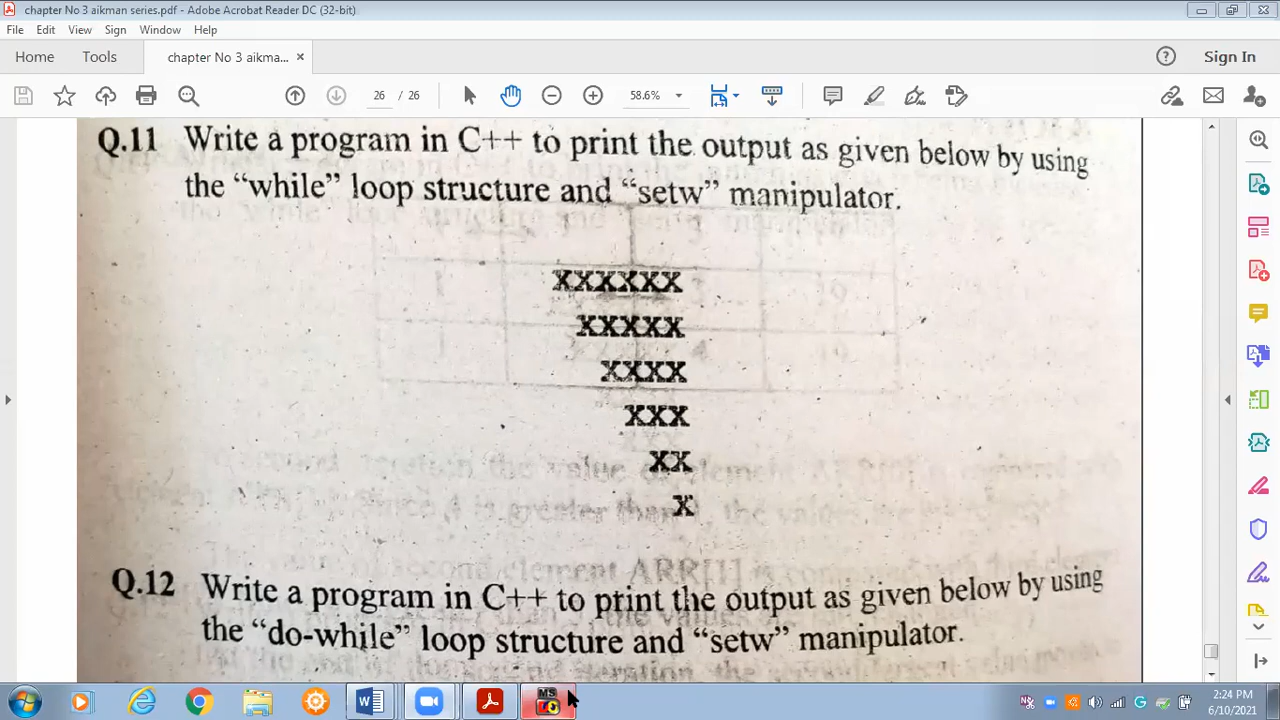 chapter No 3 aikman series.pdf - Adobe Acrobat Reader DC (32-bit)
File Edit View Sign Window Help
Home Tools chapter No 3 aikma... × Sign In
26 / 26 58.6%
Q.11 Write a program in C++ to print the output as given below by using
the “while” loop structure and “setw” manipulator.
XXXXXX
XXXXX
XXXX
XXX
XX
X
Q.12 Write a program in C++ to print the output as given below by using
the “do-while” loop structure and “setw” manipulator.
2:24 PM
6/10/2021